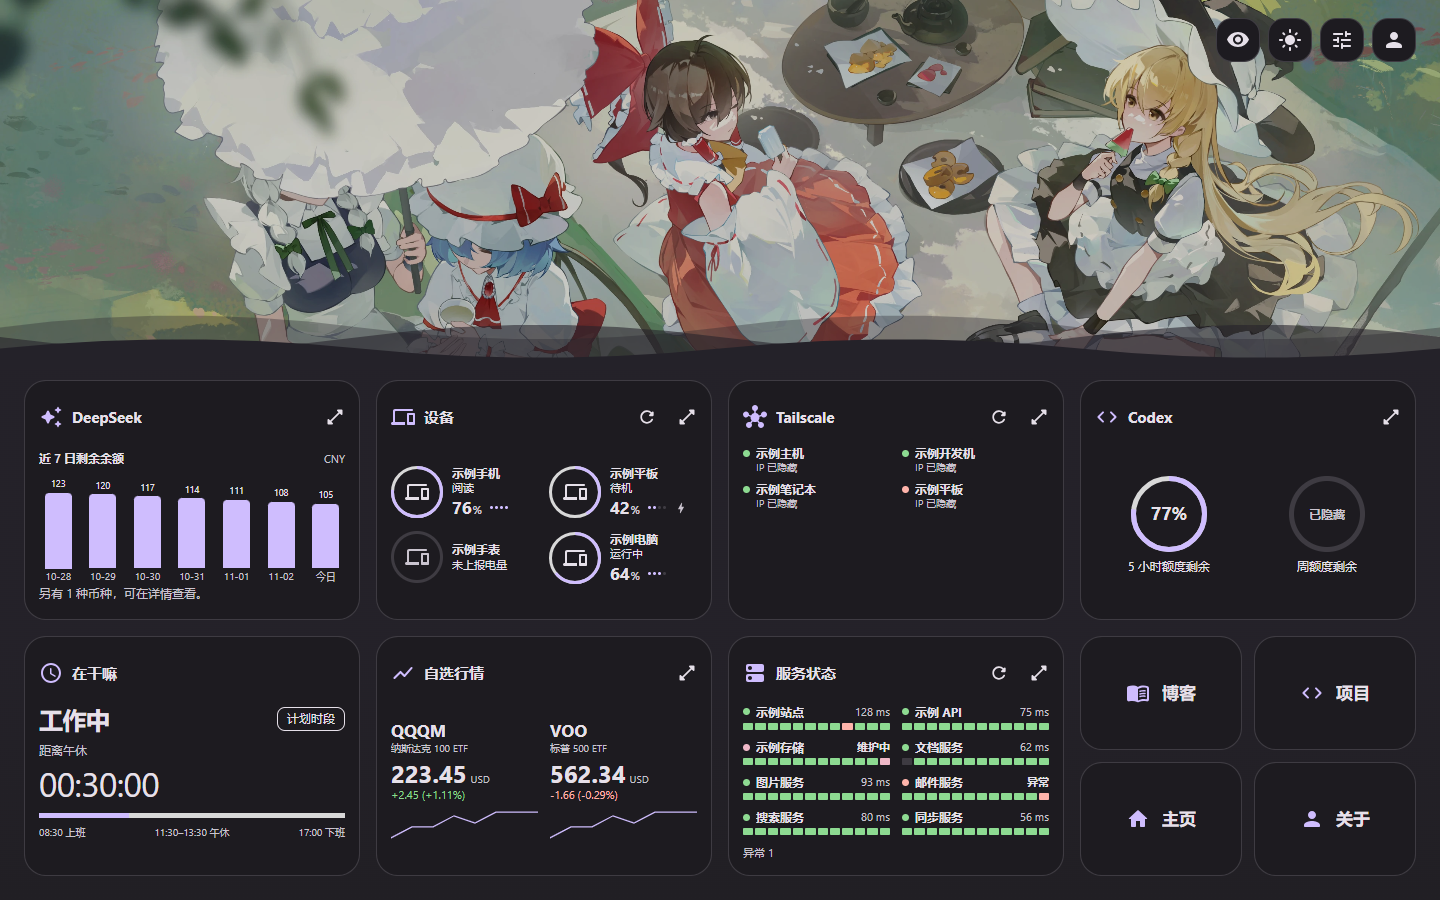 DeepSeek
近 7 日剩余余额
CNY
123 120 117 114 111 108 105
10-28 10-29 10-30 10-31 11-01 11-02 今日
另有 1 种币种，可在详情查看。
设备
示例手机
阅读
76%
示例平板
待机
42%
示例手表
未上报电量
示例电脑
运行中
64%
Tailscale
示例主机
IP 已隐藏
示例开发机
IP 已隐藏
示例笔记本
IP 已隐藏
示例平板
IP 已隐藏
Codex
77%
5 小时额度剩余
已隐藏
周额度剩余
在干嘛
工作中
计划时段
距离午休
00:30:00
08:30 上班 11:30–13:30 午休 17:00 下班
自选行情
QQQM
纳斯达克 100 ETF
223.45 USD
+2.45 (+1.11%)
VOO
标普 500 ETF
562.34 USD
-1.66 (-0.29%)
服务状态
示例站点 128 ms
示例 API 75 ms
示例存储 维护中
文档服务 62 ms
图片服务 93 ms
邮件服务 异常
搜索服务 80 ms
同步服务 56 ms
异常 1
博客
项目
主页
关于